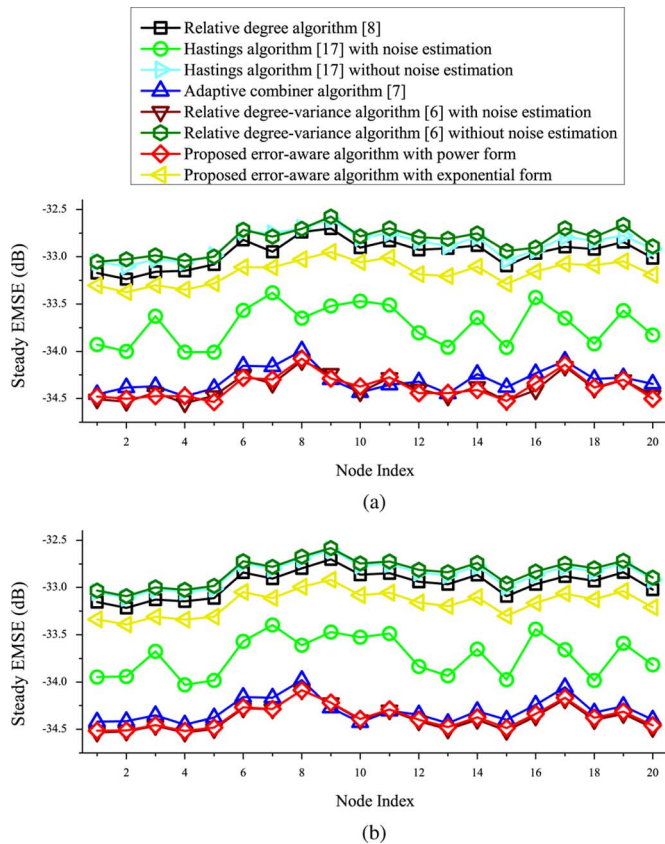 Relative degree algorithm [8]
Hastings algorithm [17] with noise estimation
Hastings algorithm [17] without noise estimation
Adaptive combiner algorithm [7]
Relative degree-variance algorithm [6] with noise estimation
Relative degree-variance algorithm [6] without noise estimation
Proposed error-aware algorithm with power form
Proposed error-aware algorithm with exponential form
Steady EMSE (dB)
-32.5
-33.0
-33.5
-34.0
-34.5
2 4 6 8 10 12 14 16 18 20
Node Index
(a)
Steady EMSE (dB)
-32.5
-33.0
-33.5
-34.0
-34.5
2 4 6 8 10 12 14 16 18 20
Node Index
(b)